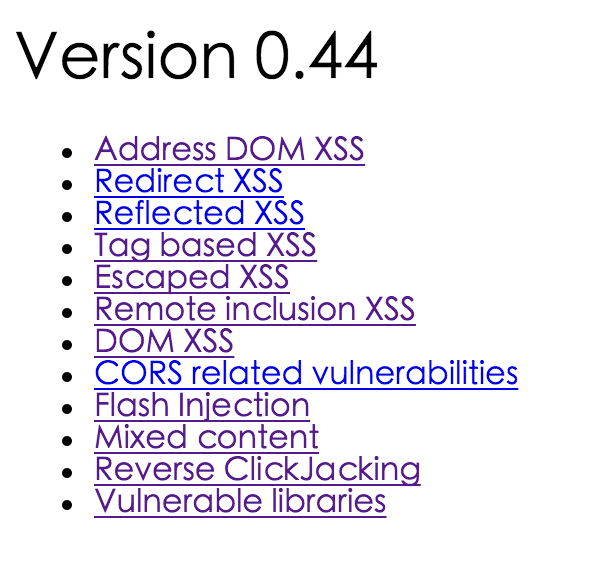 Version 0.44
Address DOM XSS
Redirect XSS
Reflected XSS
Tag based XSS
Escaped XSS
Remote inclusion XSS
DOM XSS
CORS related vulnerabilities
Flash Injection
Mixed content
Reverse ClickJacking
Vulnerable libraries